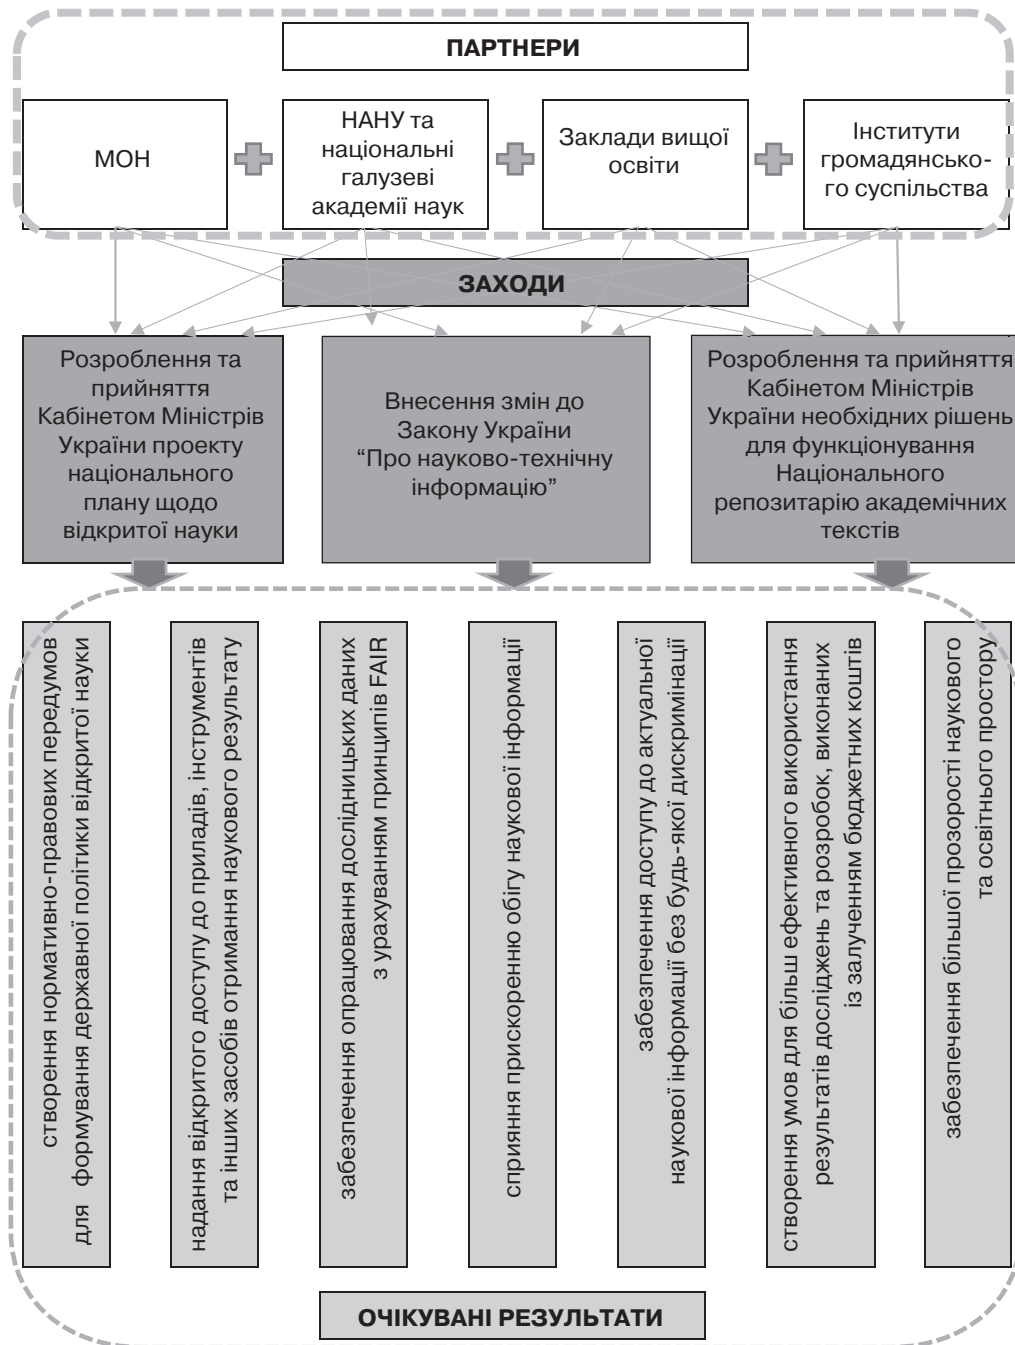 ПАРТНЕРИ
МОН
НАНУ та
національні
галузеві
академії наук
Заклади вищої
освіти
Інститути
громадянсько-
го суспільства
ЗАХОДИ
Розроблення та
прийняття
Кабінетом Міністрів
України проекту
національного
плану щодо
відкритої науки
Внесення змін до
Закону України
“Про науково-технічну
інформацію”
Розроблення та прийняття
Кабінетом Міністрів
України необхідних рішень
для функціонування
Національного
репозитарію академічних
текстів
створення нормативно-правових передумов
для формування державної політики відкритої науки
надання відкритого доступу до приладів, інструментів
та інших засобів отримання наукового результату
забезпечення опрацювання дослідницьких даних
з урахуванням принципів FAIR
сприяння прискоренню обігу наукової інформації
забезпечення доступу до актуальної
наукової інформації без будь-якої дискримінації
створення умов для більш ефективного використання
результатів досліджень та розробок, виконаних
із залученням бюджетних коштів
забезпечення більшої прозорості наукового
та освітнього простору
ОЧІКУВАНІ РЕЗУЛЬТАТИ